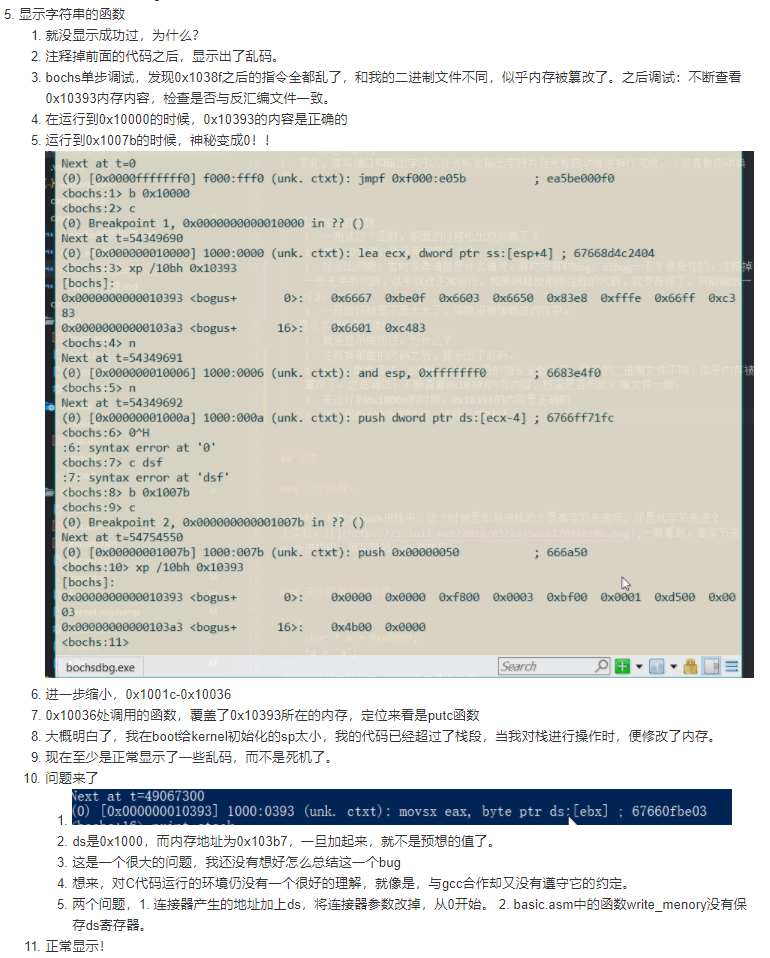 5. 显示字符串的函数
1. 就没显示成功过，为什么？
2. 注释掉前面的代码之后，显示出了乱码。
3. bochs单步调试，发现0x1038f之后的指令全都乱了，和我的二进制文件不同，似乎内存被篡改了。之后调试：不断查看
0x10393内存内容，检查是否与反汇编文件一致。
4. 在运行到0x10000的时候，0x10393的内容是正确的
5. 运行到0x1007b的时候，神秘变成0！！
Next at t=0
(0) [0x0000fffffff0] f000:fff0 (unk. ctxt): jmpf 0xf000:e05b ; ea5be000f0
<bochs:1> b 0x10000
<bochs:2> c
(0) Breakpoint 1, 0x0000000000010000 in ?? ()
Next at t=54349690
(0) [0x000000010000] 1000:0000 (unk. ctxt): lea ecx, dword ptr ss:[esp+4] ; 67668d4c2404
<bochs:3> xp /10bh 0x10393
[bochs]:
0x0000000000010393 <bogus+ 0>: 0x6667 0xbe0f 0x6603 0x6650 0x83e8 0xfffe 0x66ff 0xc3
83
0x00000000000103a3 <bogus+ 16>: 0x6601 0xc483
<bochs:4> n
Next at t=54349691
(0) [0x000000010006] 1000:0006 (unk. ctxt): and esp, 0xfffffff0 ; 6683e4f0
<bochs:5> n
Next at t=54349692
(0) [0x00000001000a] 1000:000a (unk. ctxt): push dword ptr ds:[ecx-4] ; 6766ff71fc
<bochs:6> 0^H
:6: syntax error at '0'
<bochs:7> c dsf
:7: syntax error at 'dsf'
<bochs:8> b 0x1007b
<bochs:9> c
(0) Breakpoint 2, 0x000000000001007b in ?? ()
Next at t=54754550
(0) [0x00000001007b] 1000:007b (unk. ctxt): push 0x00000050 ; 666a50
<bochs:10> xp /10bh 0x10393
[bochs]:
0x0000000000010393 <bogus+ 0>: 0x0000 0x0000 0xf800 0x0003 0xbf00 0x0001 0xd500 0x00
03
0x00000000000103a3 <bogus+ 16>: 0x4b00 0x0000
<bochs:11>
bochsdbg.exe Search
6. 进一步缩小，0x1001c-0x10036
7. 0x10036处调用的函数，覆盖了0x10393所在的内存，定位来看是putc函数
8. 大概明白了，我在boot给kernel初始化的sp太小，我的代码已经超过了栈段，当我对栈进行操作时，便修改了内存。
9. 现在至少是正常显示了一些乱码，而不是死机了。
10. 问题来了
Next at t=49067300
1. (0) [0x000000010393] 1000:0393 (unk. ctxt): movsx eax, byte ptr ds:[ebx] ; 67660fbe03
2. ds是0x1000，而内存地址为0x103b7，一旦加起来，就不是预想的值了。
3. 这是一个很大的问题，我还没有想好怎么总结这一个bug
4. 想来，对C代码运行的环境仍没有一个很好的理解，就像是，与gcc合作却又没有遵守它的约定。
5. 两个问题，1. 连接器产生的地址加上ds，将连接器参数改掉，从0开始。 2. basic.asm中的函数write_menory没有保
存ds寄存器。
11. 正常显示！